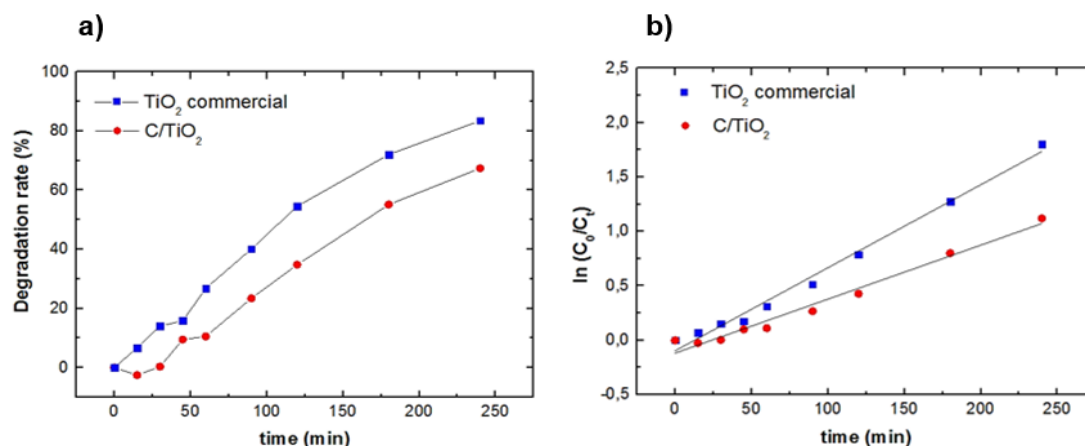 a)
100
80
60
40
20
0
Degradation rate (%)
TiO₂ commercial
C/TiO₂
0 50 100 150 200 250
time (min)
b)
2,5
2,0
1,5
1,0
0,5
0,0
-0,5
ln (C₀/Cₜ)
TiO₂ commercial
C/TiO₂
0 50 100 150 200 250
time (min)